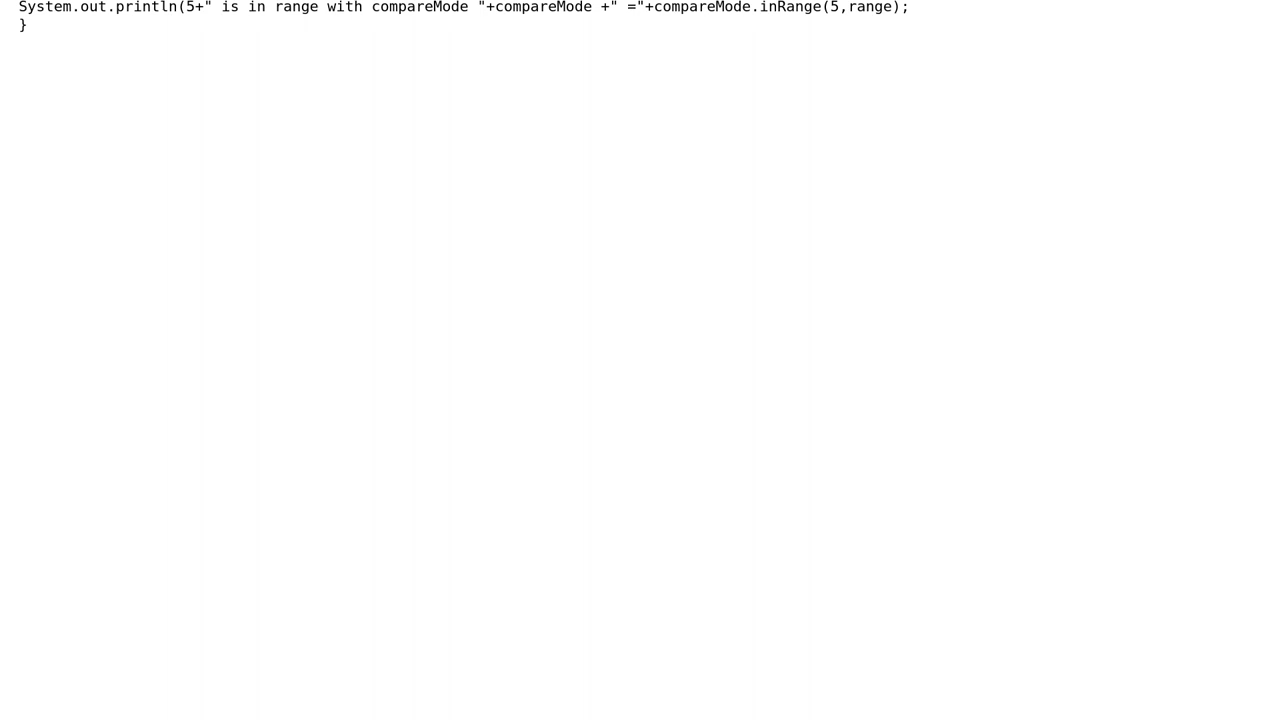 System.out.println(5+" is in range with compareMode "+compareMode +" ="+compareMode.inRange(5,range);
}